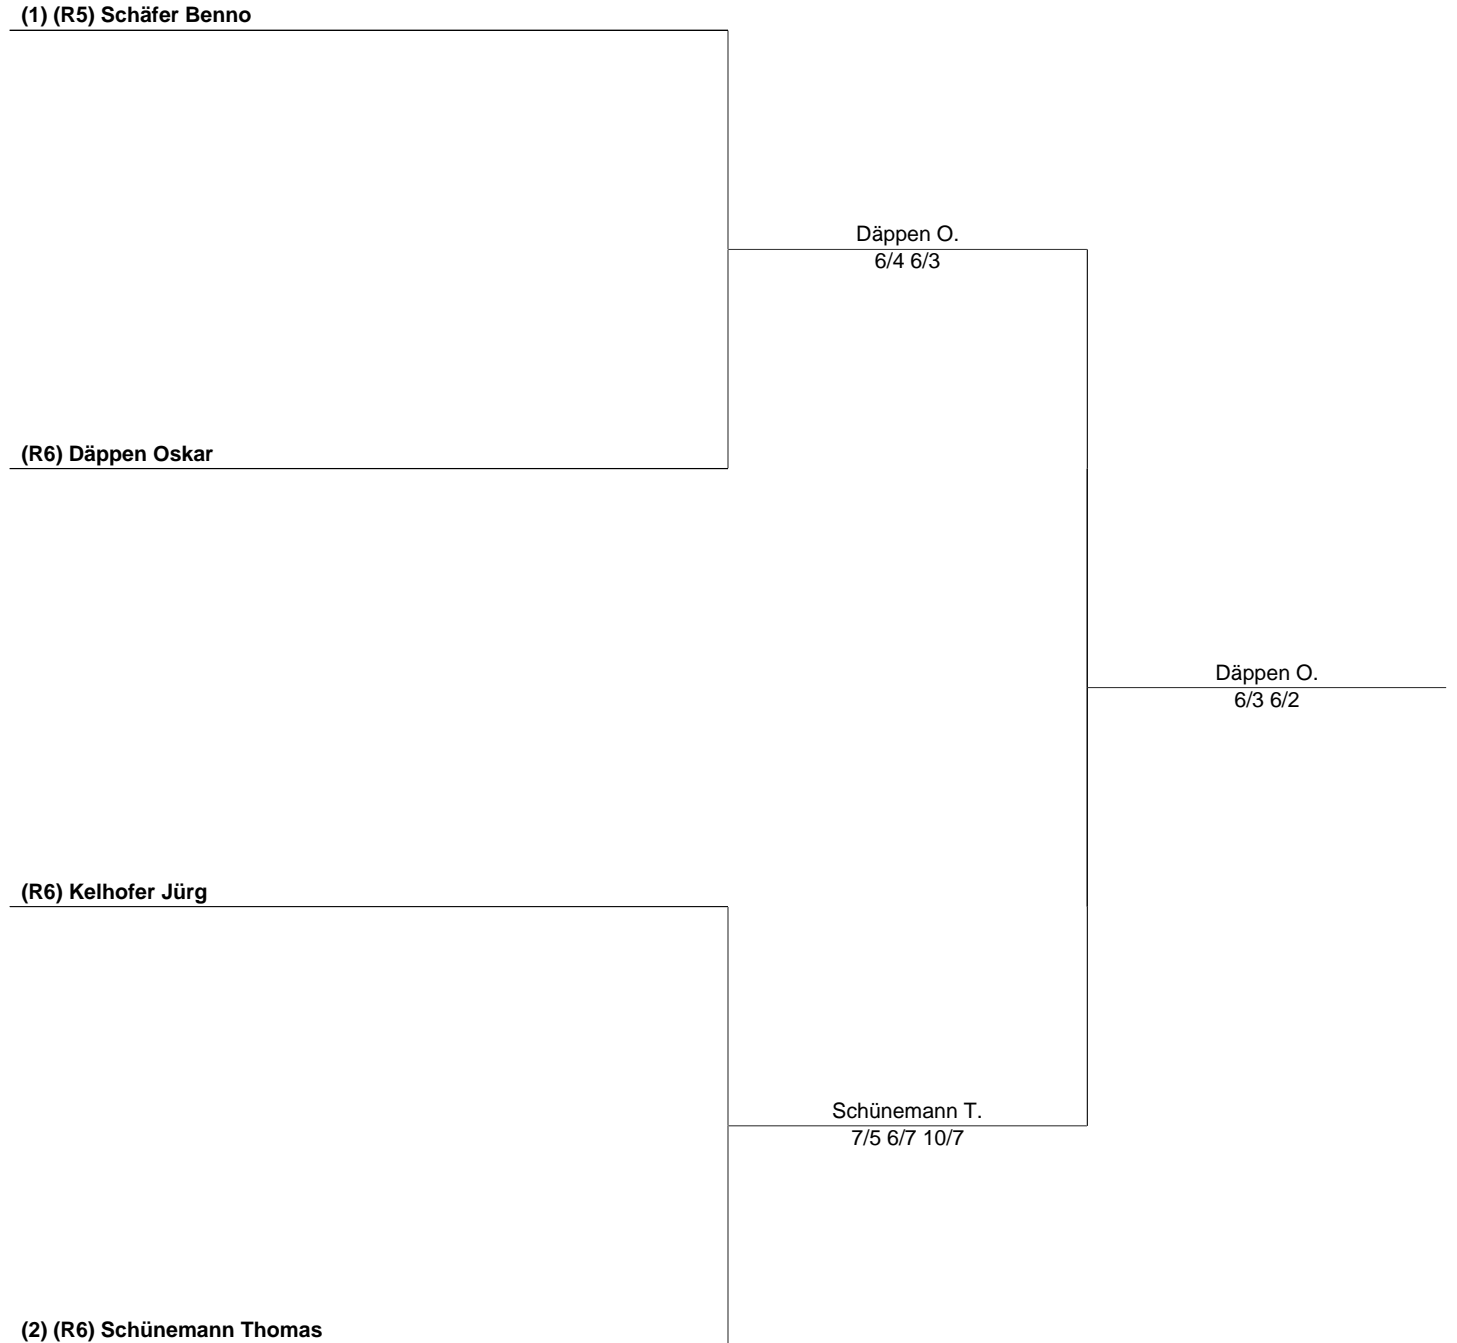 (1) (R5) Schäfer Benno
Däppen O.
6/4 6/3
(R6) Däppen Oskar
Däppen O.
6/3 6/2
(R6) Kelhofer Jürg
Schünemann T.
7/5 6/7 10/7
(2) (R6) Schünemann Thomas